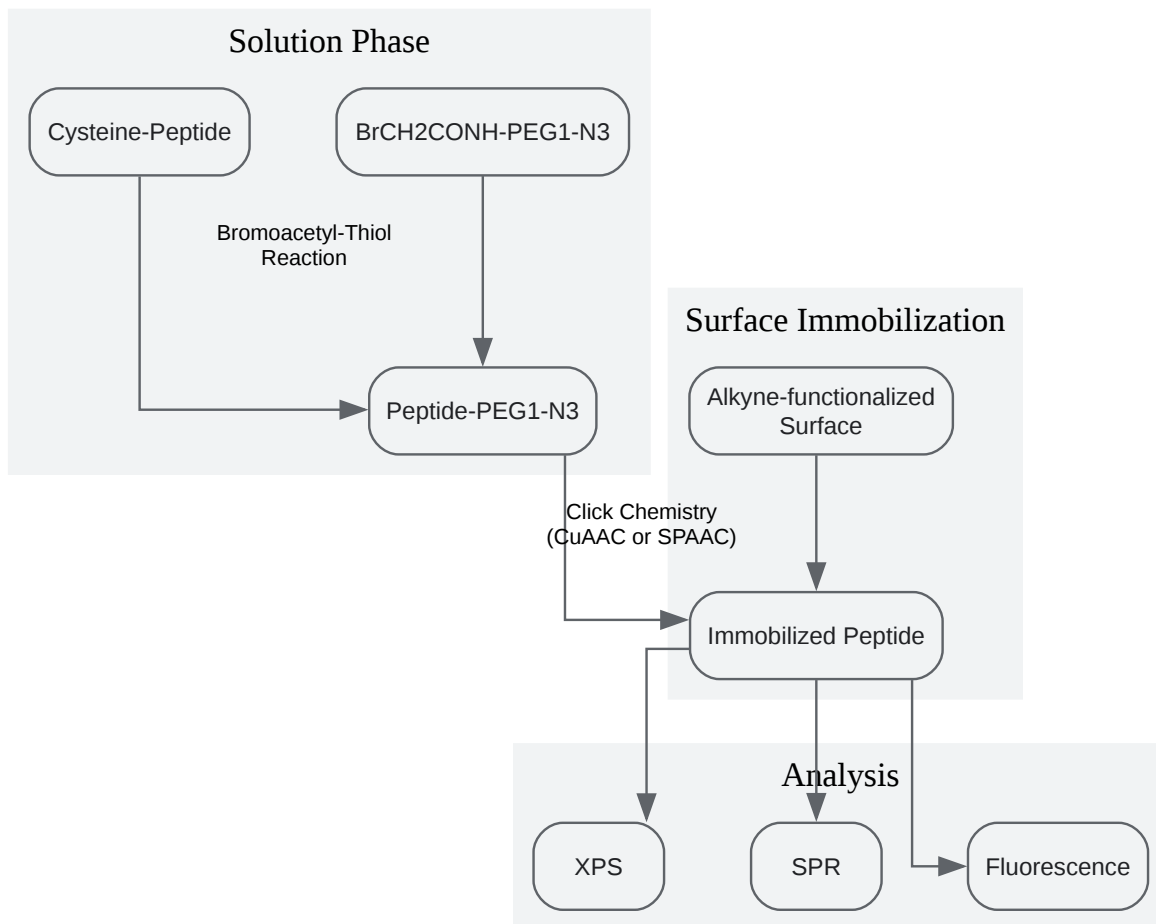 Solution Phase
Cysteine-Peptide
BrCH2CONH-PEG1-N3
Bromoacetyl-Thiol
Reaction
Peptide-PEG1-N3
Surface Immobilization
Alkyne-functionalized
Surface
Click Chemistry
(CuAAC or SPAAC)
Immobilized Peptide
Analysis
XPS
SPR
Fluorescence